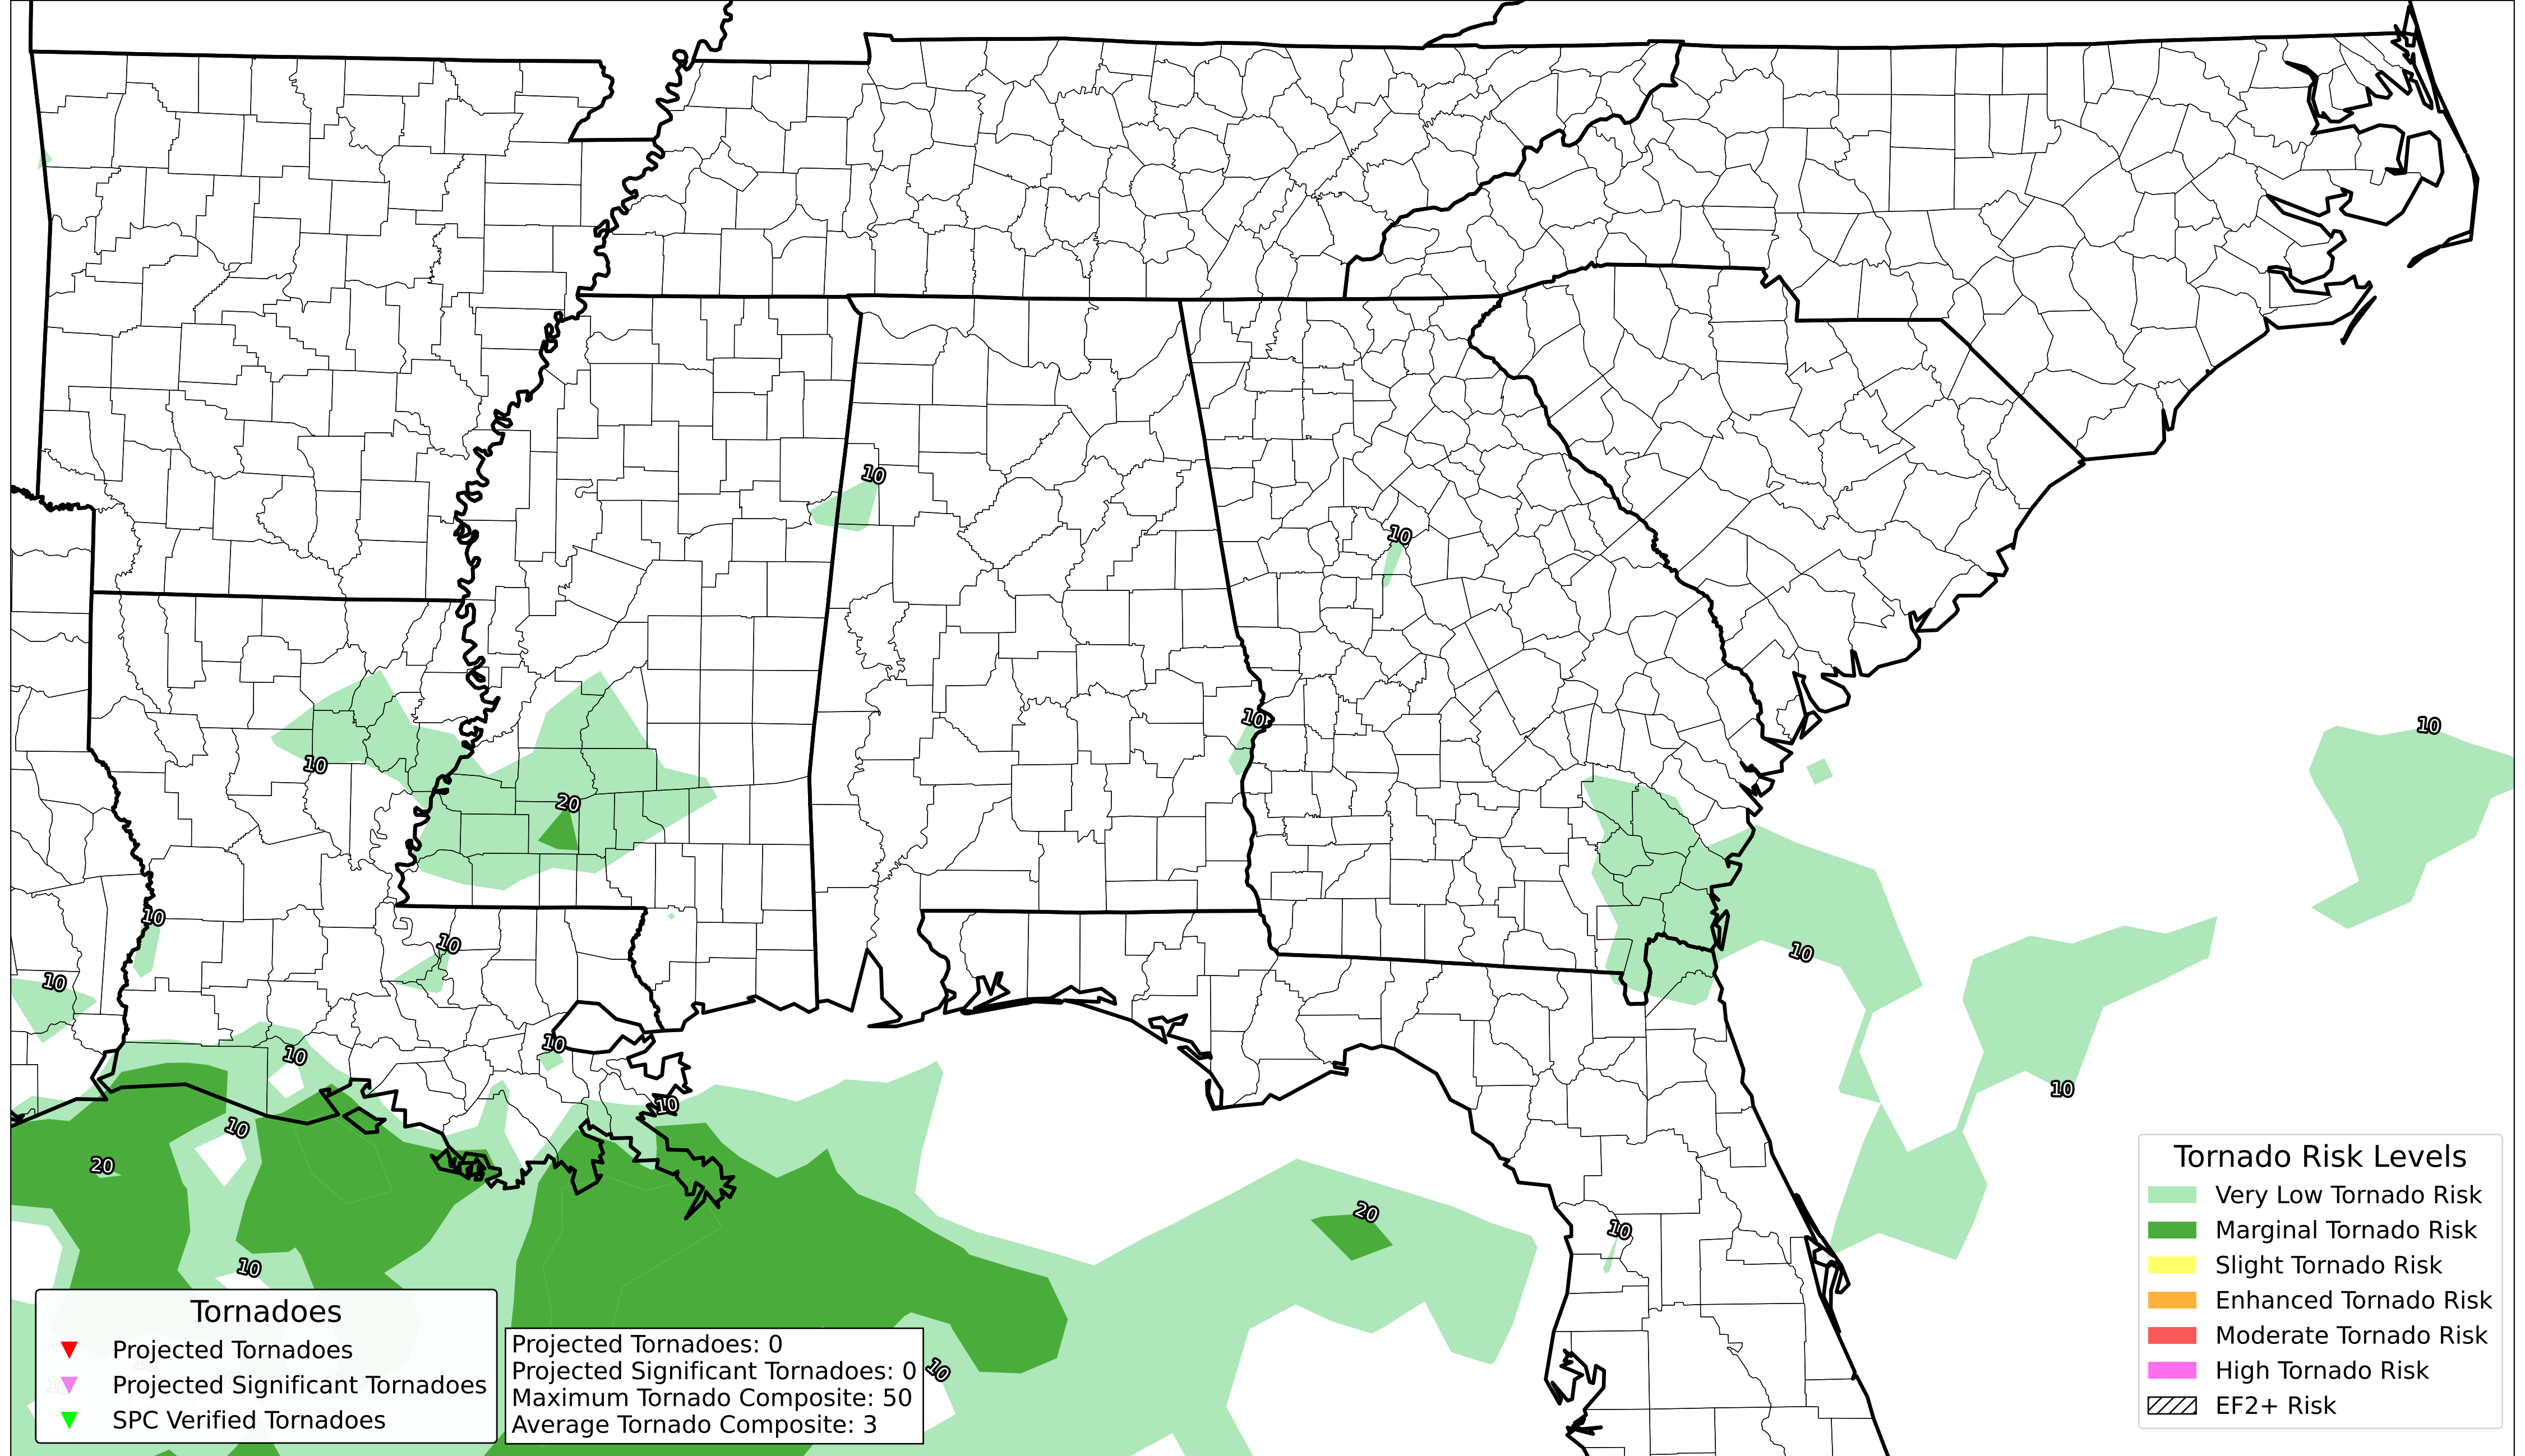 10
10
10
10
10
20
10
10
10
10
10
10
10
10
10
20
20
10
10
10
Tornado Risk Levels
Very Low Tornado Risk
Marginal Tornado Risk
Slight Tornado Risk
Enhanced Tornado Risk
Moderate Tornado Risk
High Tornado Risk
EF2+ Risk
Tornadoes
Projected Tornadoes
Projected Significant Tornadoes
SPC Verified Tornadoes
Projected Tornadoes: 0
Projected Significant Tornadoes: 0
Maximum Tornado Composite: 50
Average Tornado Composite: 3
10